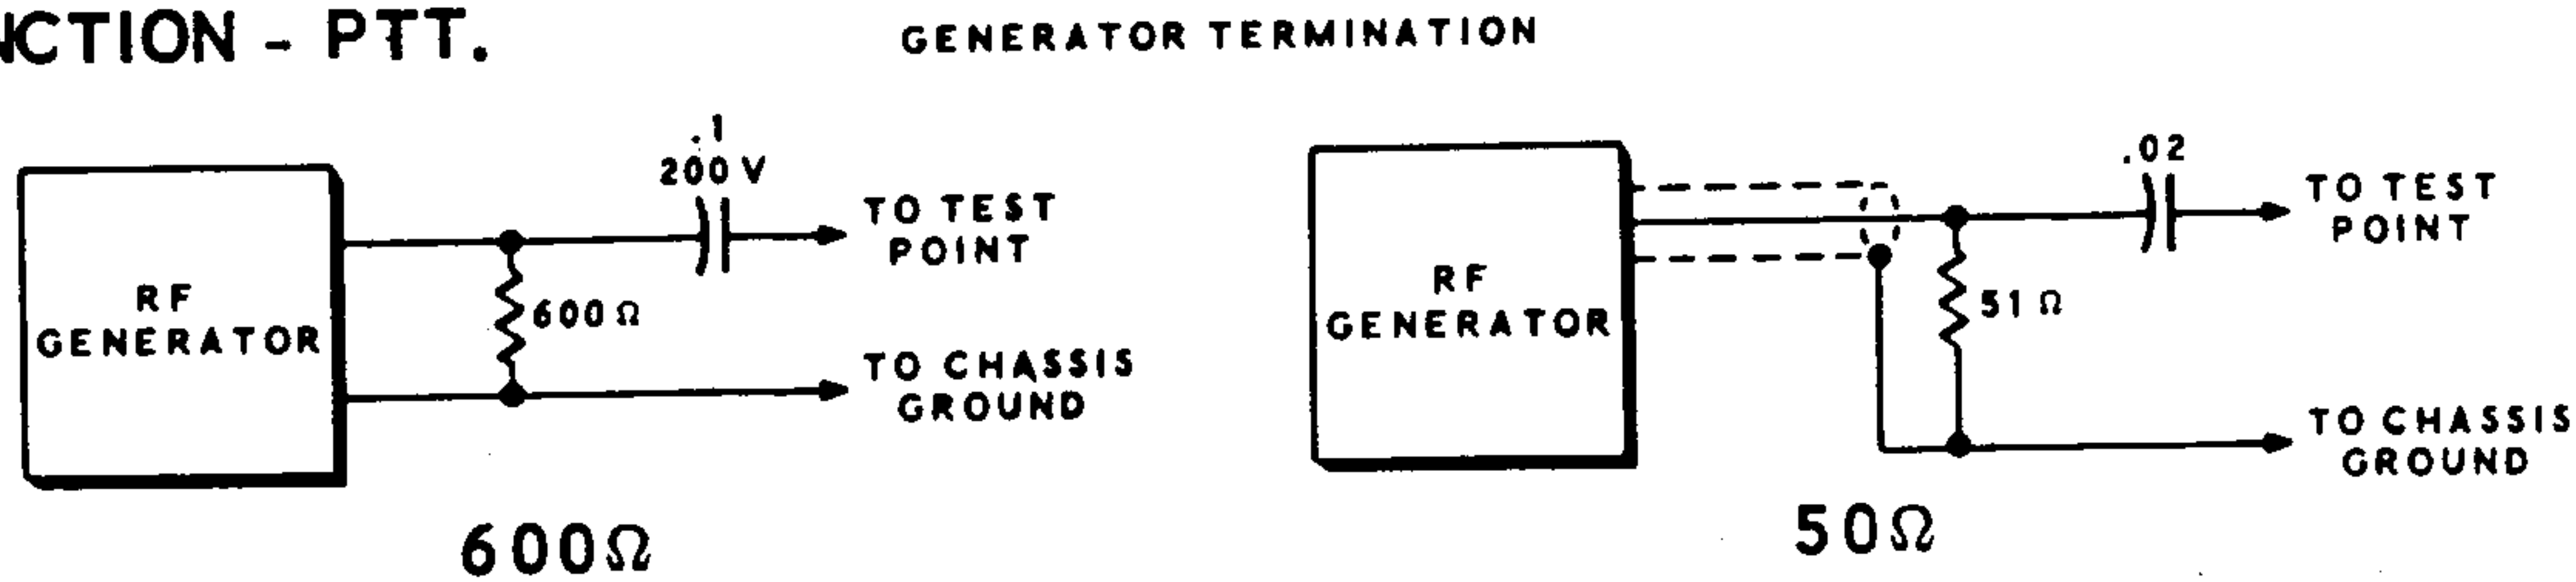 NCTION - PTT.
GENERATOR TERMINATION
.1
200 V
RF
GENERATOR
600 Ω
TO TEST
POINT
TO CHASSIS
GROUND
600Ω
.02
RF
GENERATOR
51 Ω
TO TEST
POINT
TO CHASSIS
GROUND
50Ω